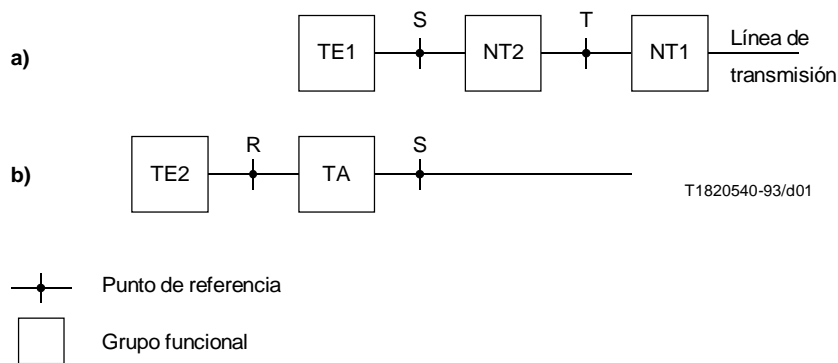 S T
a) TE1 NT2 NT1 Línea de
transmisión
R S
b) TE2 TA
T1820540-93/d01
Punto de referencia
Grupo funcional